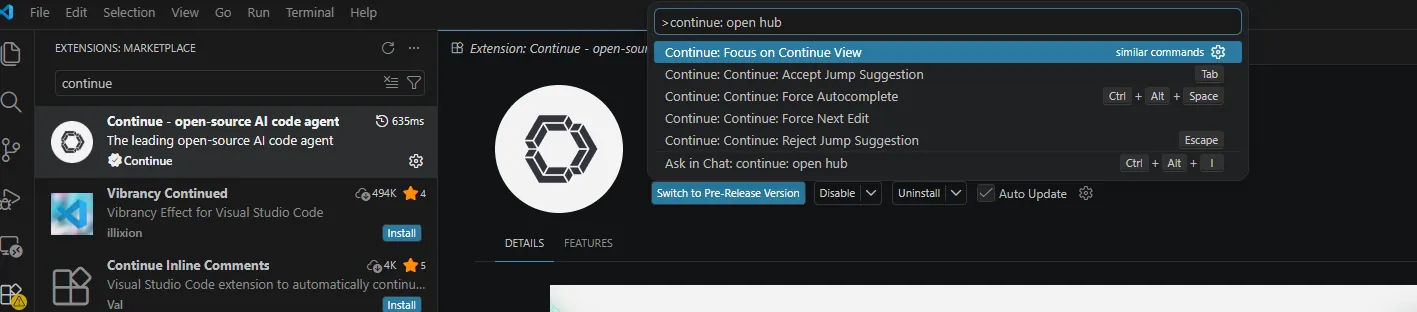 File Edit Selection View Go Run Terminal Help
>continue: open hub
EXTENSIONS: MARKETPLACE
continue
Continue - open-source AI code agent 635ms
The leading open-source AI code agent
Continue
Vibrancy Continued 494K 4
Vibrancy Effect for Visual Studio Code
illixion Install
Continue Inline Comments 4K 5
Visual Studio Code extension to automatically continu...
Val Install
Extension: Continue - open-sour
Continue: Focus on Continue View similar commands
Continue: Continue: Accept Jump Suggestion Tab
Continue: Continue: Force Autocomplete Ctrl + Alt + Space
Continue: Continue: Force Next Edit
Continue: Continue: Reject Jump Suggestion Escape
Ask in Chat: continue: open hub Ctrl + Alt + I
Switch to Pre-Release Version Disable Uninstall Auto Update
DETAILS FEATURES